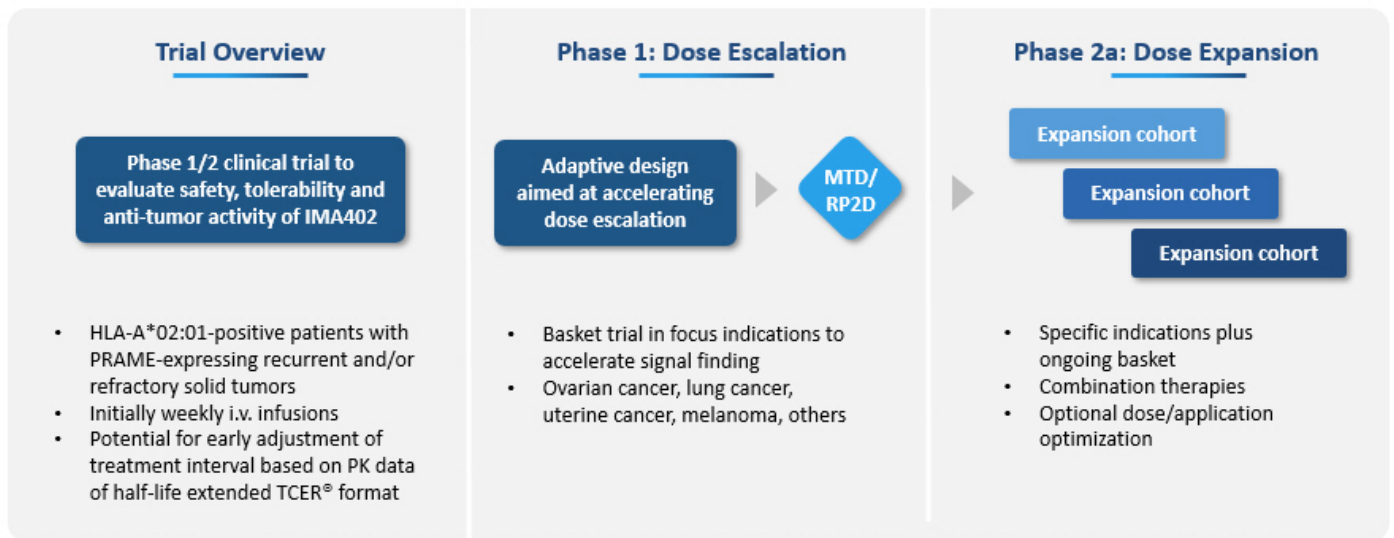 Trial Overview
Phase 1/2 clinical trial to
evaluate safety, tolerability and
anti-tumor activity of IMA402
• HLA-A*02:01-positive patients with
PRAME-expressing recurrent and/or
refractory solid tumors
• Initially weekly i.v. infusions
• Potential for early adjustment of
treatment interval based on PK data
of half-life extended TCER® format
Phase 1: Dose Escalation
Adaptive design
aimed at accelerating
dose escalation
MTD/
RP2D
• Basket trial in focus indications to
accelerate signal finding
• Ovarian cancer, lung cancer,
uterine cancer, melanoma, others
Phase 2a: Dose Expansion
Expansion cohort
Expansion cohort
Expansion cohort
• Specific indications plus
ongoing basket
• Combination therapies
• Optional dose/application
optimization